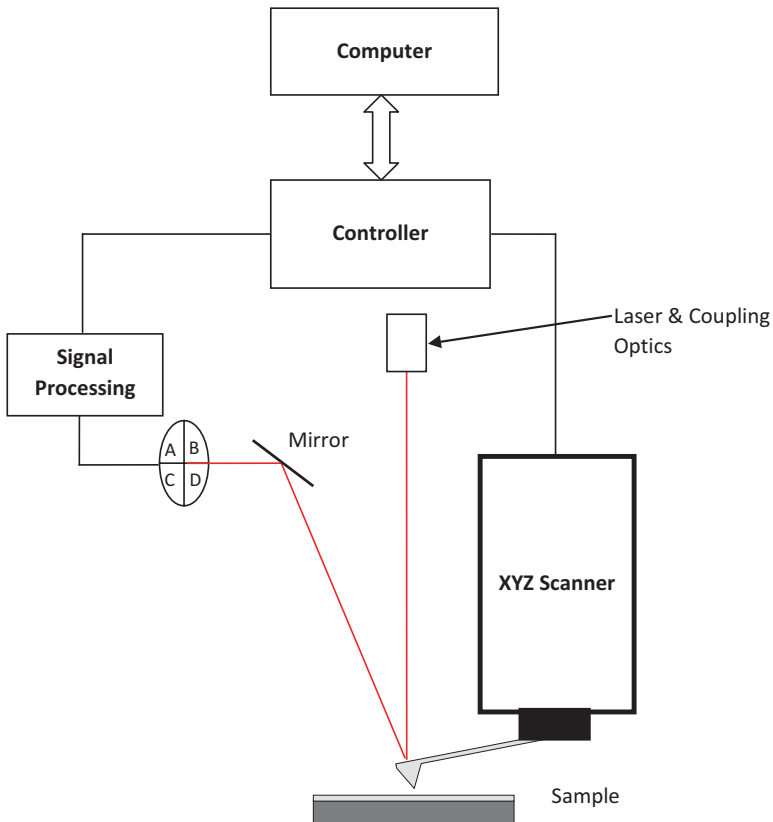 Computer
Controller
Laser & Coupling
Optics
Signal
Processing
A B
C D
Mirror
XYZ Scanner
Sample